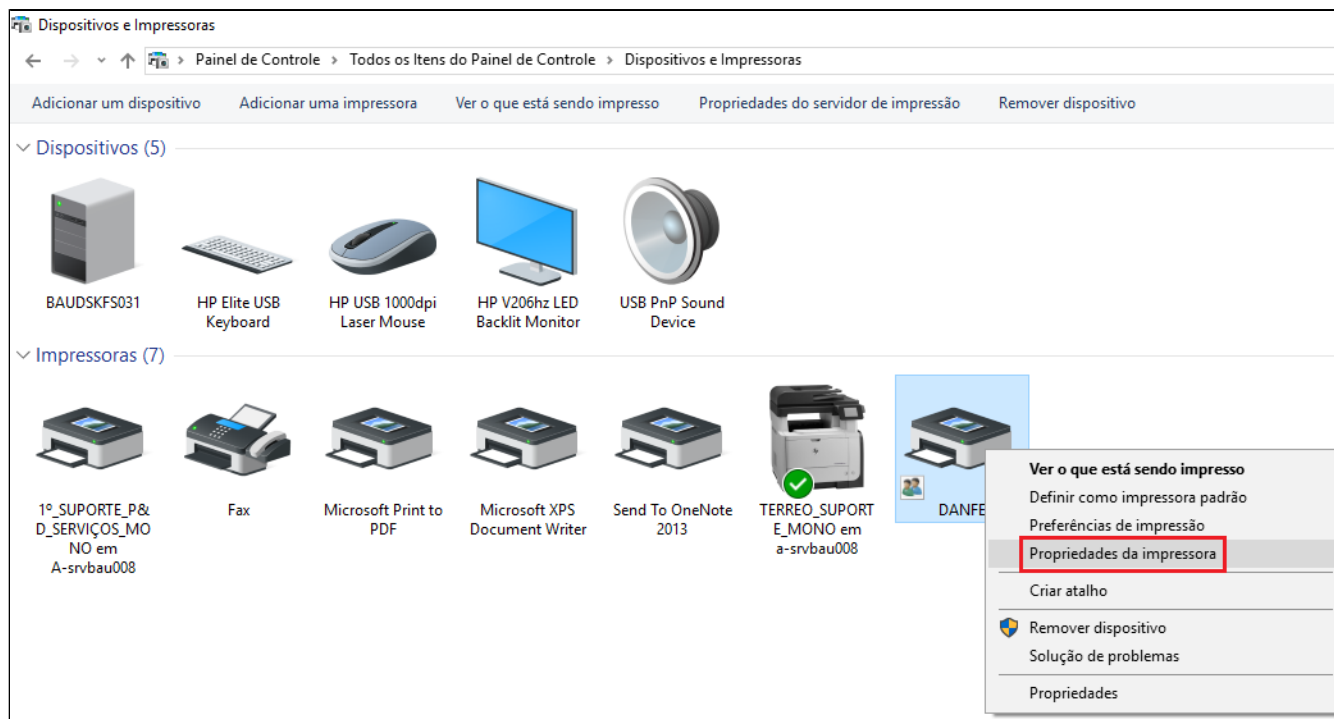 Dispositivos e Impressoras
Painel de Controle > Todos os Itens do Painel de Controle > Dispositivos e Impressoras
Adicionar um dispositivo Adicionar uma impressora Ver o que está sendo impresso Propriedades do servidor de impressão Remover dispositivo
Dispositivos (5)
BAUDSKFS031
HP Elite USB
Keyboard
HP USB 1000dpi
Laser Mouse
HP V206hz LED
Backlit Monitor
USB PnP Sound
Device
Impressoras (7)
1º_SUPORTE_P&
D_SERVIÇOS_MO
NO em
A-srvbau008
Fax
Microsoft Print to
PDF
Microsoft XPS
Document Writer
Send To OneNote
2013
TERREO_SUPORT
E_MONO em
a-srvbau008
DANFE
Ver o que está sendo impresso
Definir como impressora padrão
Preferências de impressão
Propriedades da impressora
Criar atalho
Remover dispositivo
Solução de problemas
Propriedades